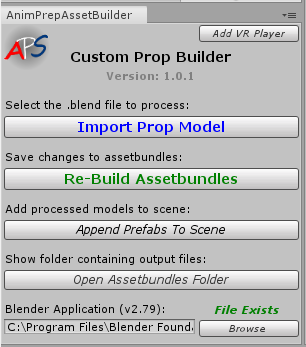 AnimPrepAssetBuilder
APS
Add VR Player
Custom Prop Builder
Version: 1.0.1
Select the .blend file to process:
Import Prop Model
Save changes to assetbundles:
Re-Build Assetbundles
Add processed models to scene:
Append Prefabs To Scene
Show folder containing output files:
Open Assetbundles Folder
Blender Application (v2.79):
File Exists
C:\Program Files\Blender Found
Browse